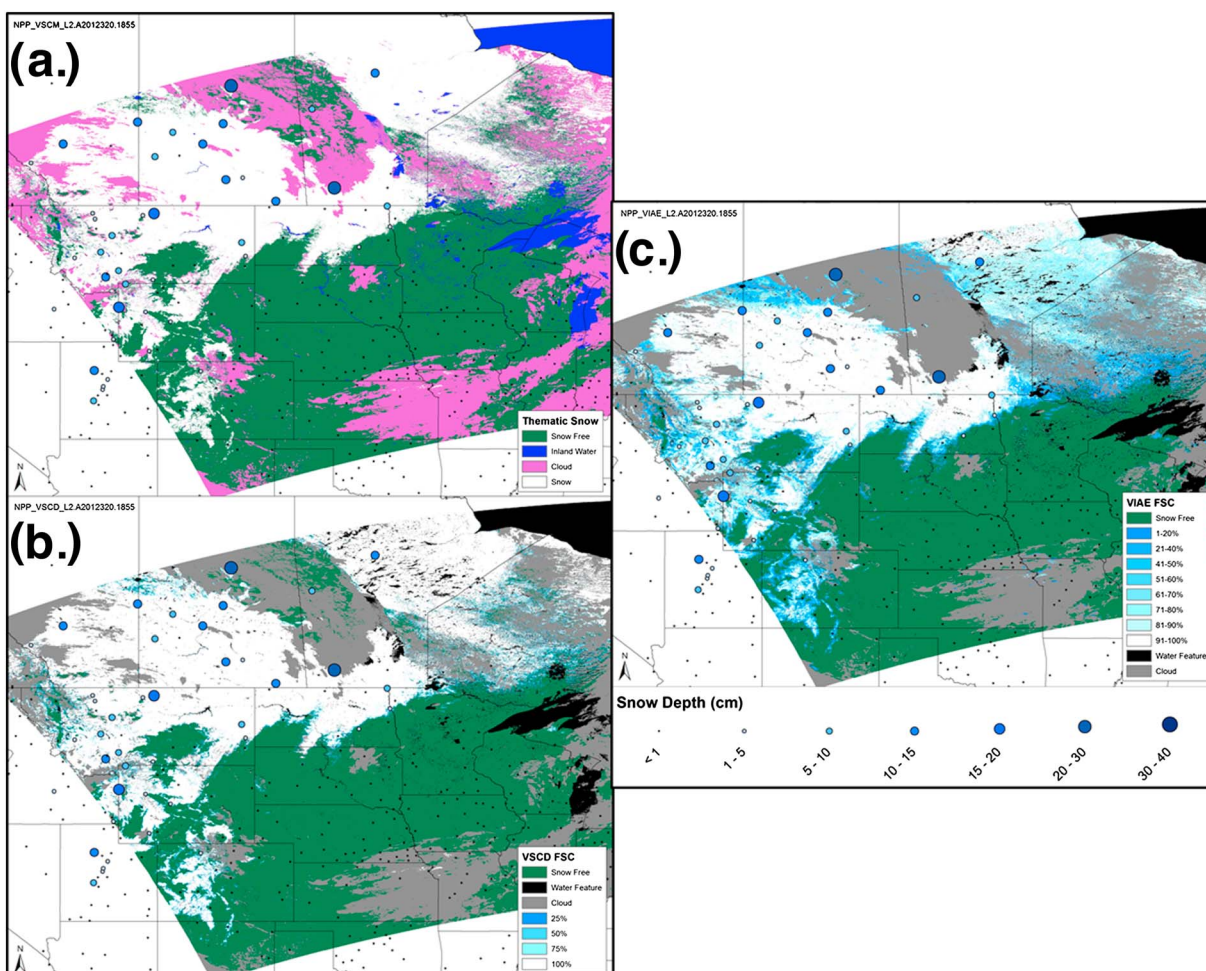 NPP_VSCM_L2.A2012320.1855
(a.)
N
Thematic Snow
Snow Free
Inland Water
Cloud
Snow
NPP_VSCD_L2.A2012320.1855
(b.)
N
VSCD FSC
Snow Free
Water Feature
Cloud
25%
50%
75%
100%
NPP_VIAE_L2.A2012320.1855
(c.)
N
VIAE FSC
Snow Free
1-20%
21-40%
41-50%
51-60%
61-70%
71-80%
81-90%
91-100%
Water Feature
Cloud
Snow Depth (cm)
< 1
1 - 5
5 - 10
10 - 15
15 - 20
20 - 30
30 - 40